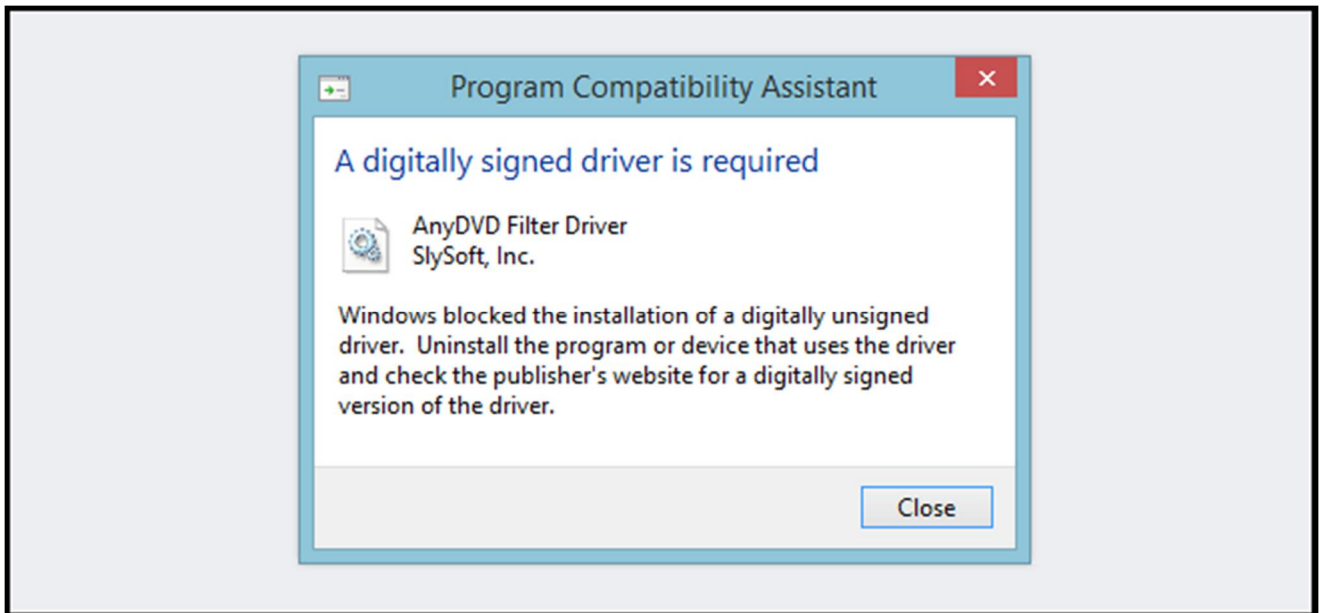 Program Compatibility Assistant
A digitally signed driver is required
AnyDVD Filter Driver
SlySoft, Inc.
Windows blocked the installation of a digitally unsigned
driver.  Uninstall the program or device that uses the driver
and check the publisher's website for a digitally signed
version of the driver.
Close